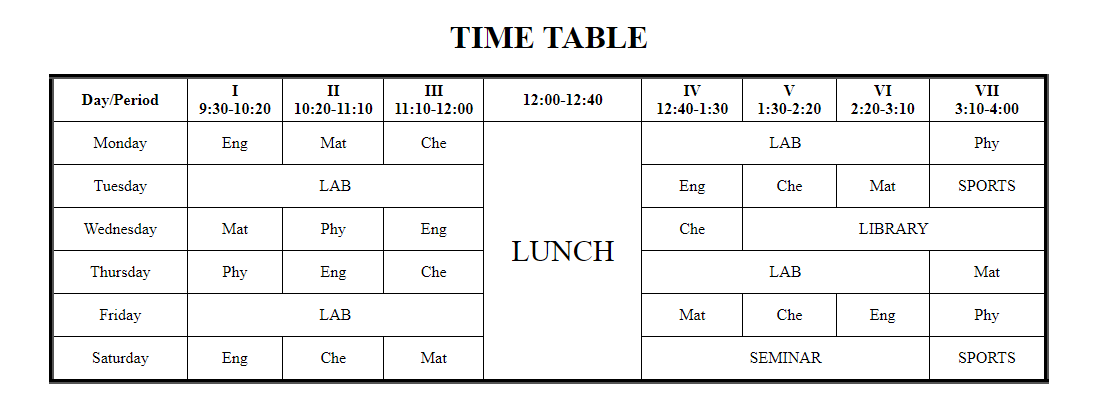 TIME TABLE
Day/Period I II III 12:00-12:40 IV V VI VII
9:30-10:20 10:20-11:10 11:10-12:00 12:40-1:30 1:30-2:20 2:20-3:10 3:10-4:00
Monday Eng Mat Che LAB Phy
Tuesday LAB Eng Che Mat SPORTS
Wednesday Mat Phy Eng Che LIBRARY
LUNCH
Thursday Phy Eng Che LAB Mat
Friday LAB Mat Che Eng Phy
Saturday Eng Che Mat SEMINAR SPORTS